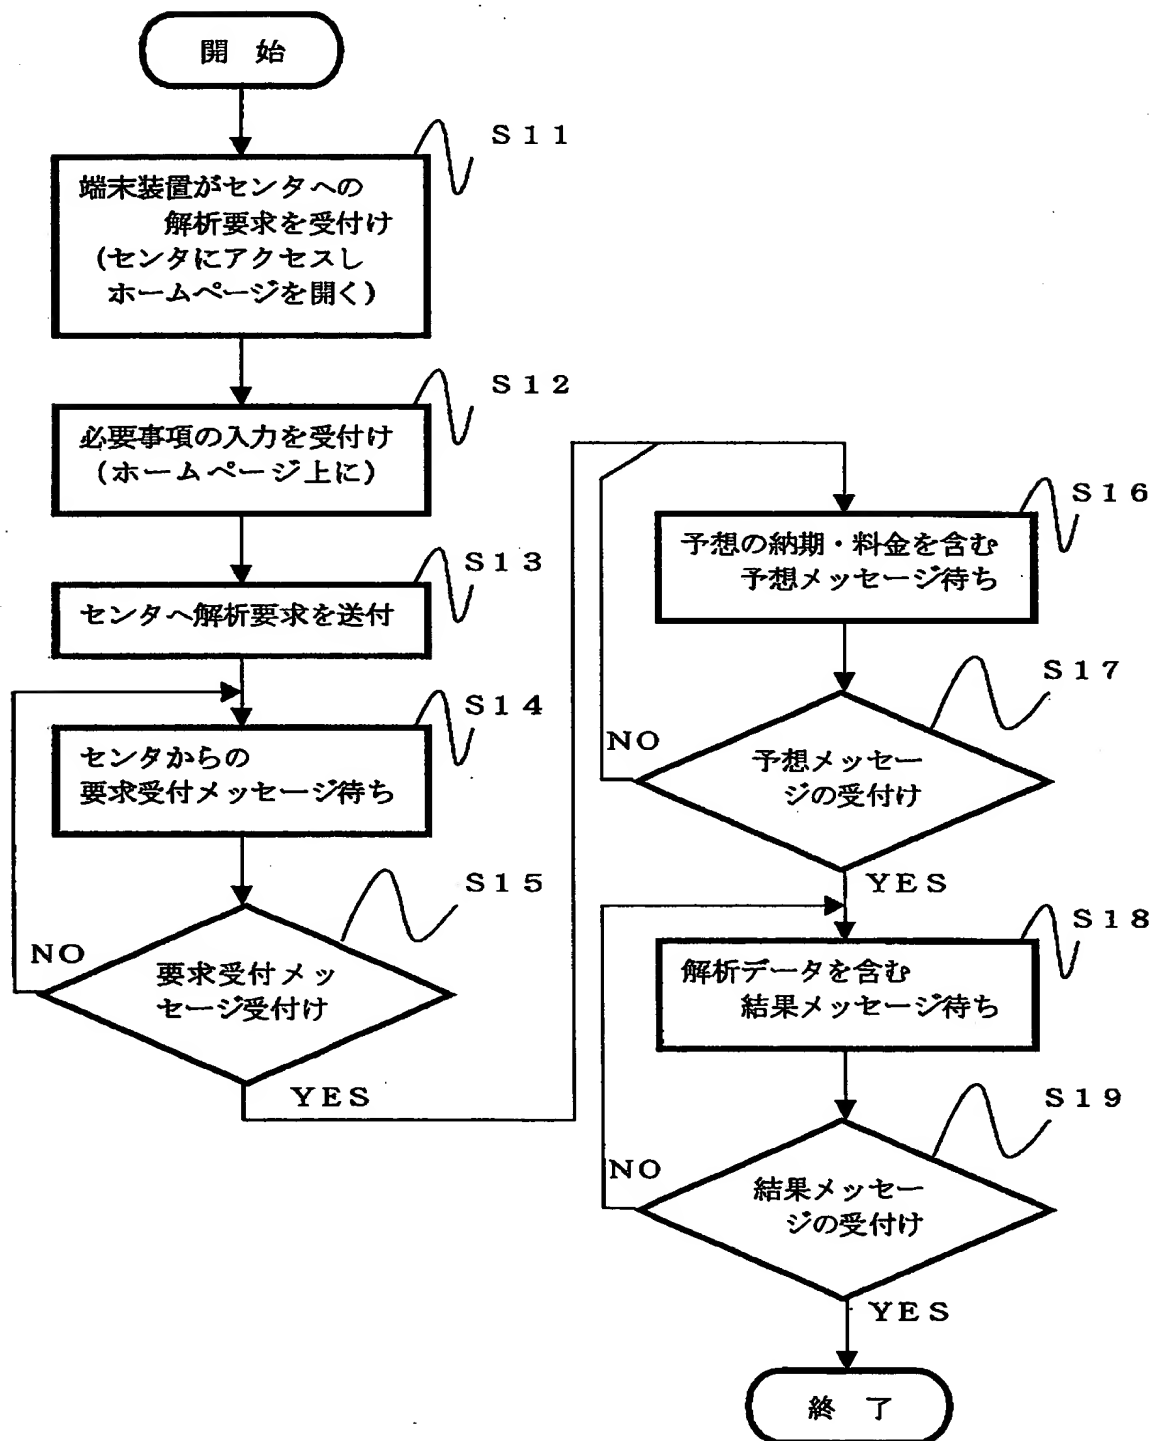 開 始
S11
端末装置がセンタへの
解析要求を受付け
(センタにアクセスし
ホームページを開く)
S12
必要事項の入力を受付け
(ホームページ上に)
S13
センタへ解析要求を送付
S14
センタからの
要求受付メッセージ待ち
S15
NO
要求受付メッ
セージ受付け
YES
S16
予想の納期・料金を含む
予想メッセージ待ち
S17
NO
予想メッセー
ジの受付け
YES
S18
解析データを含む
結果メッセージ待ち
S19
NO
結果メッセー
ジの受付け
YES
終 了